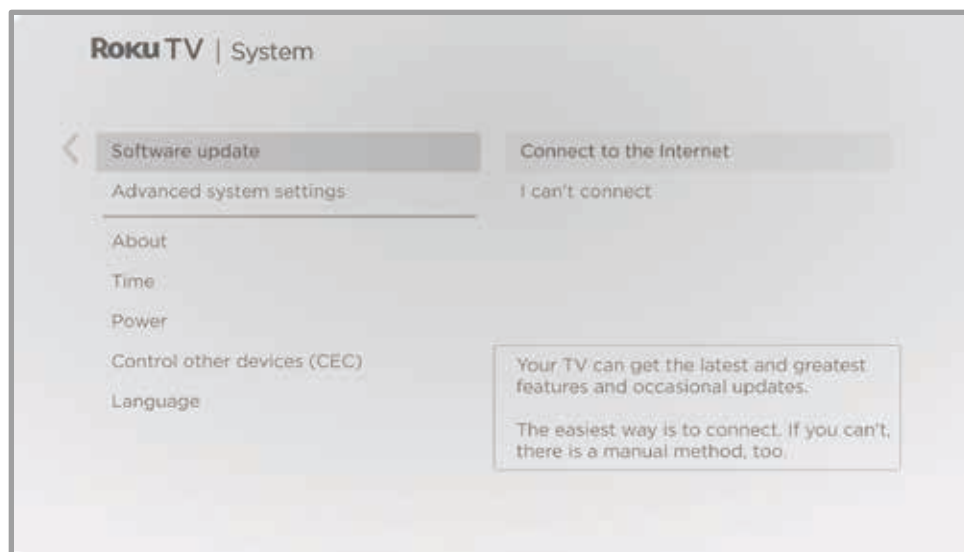 Roku TV | System
Software update
Advanced system settings
About
Time
Power
Control other devices (CEC)
Language
Connect to the Internet
I can't connect
Your TV can get the latest and greatest
features and occasional updates.
The easiest way is to connect. If you can't,
there is a manual method, too.